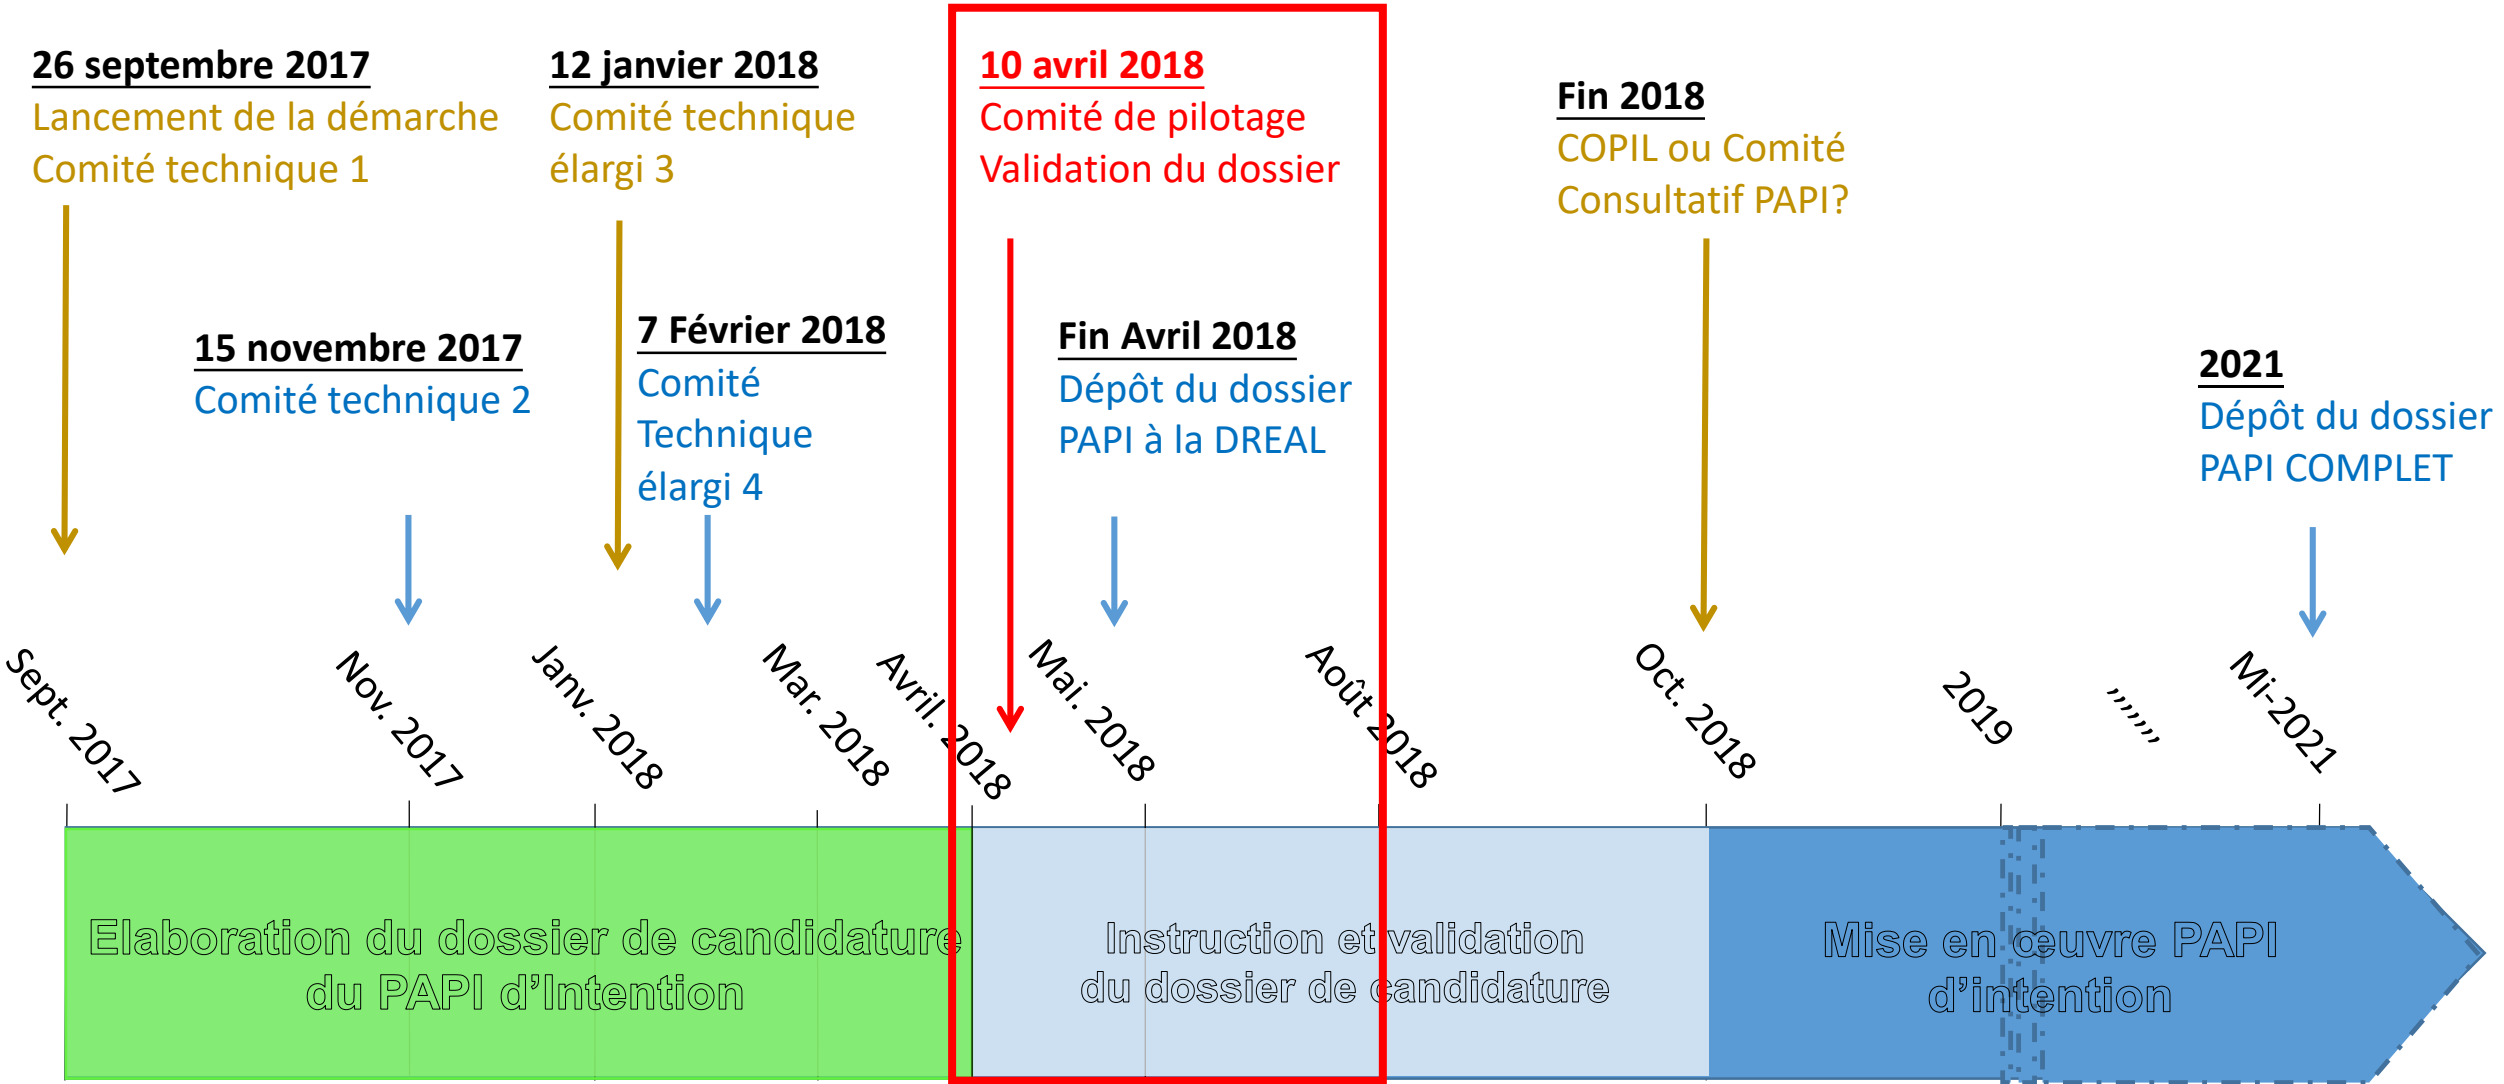 26 septembre 2017
Lancement de la démarche
Comité technique 1
12 janvier 2018
Comité technique
élargi 3
10 avril 2018
Comité de pilotage
Validation du dossier
Fin 2018
COPIL ou Comité
Consultatif PAPI?
15 novembre 2017
Comité technique 2
7 Février 2018
Comité
Technique
élargi 4
Fin Avril 2018
Dépôt du dossier
PAPI à la DREAL
2021
Dépôt du dossier
PAPI COMPLET
Sept. 2017
Nov. 2017
Janv. 2018
Mar. 2018
Avril. 2018
Mai. 2018
Août 2018
Oct. 2018
2019
,,,,,,
Mi-2021
Elaboration du dossier de candidature
du PAPI d’Intention
Instruction et validation
du dossier de candidature
Mise en œuvre PAPI
d’intention